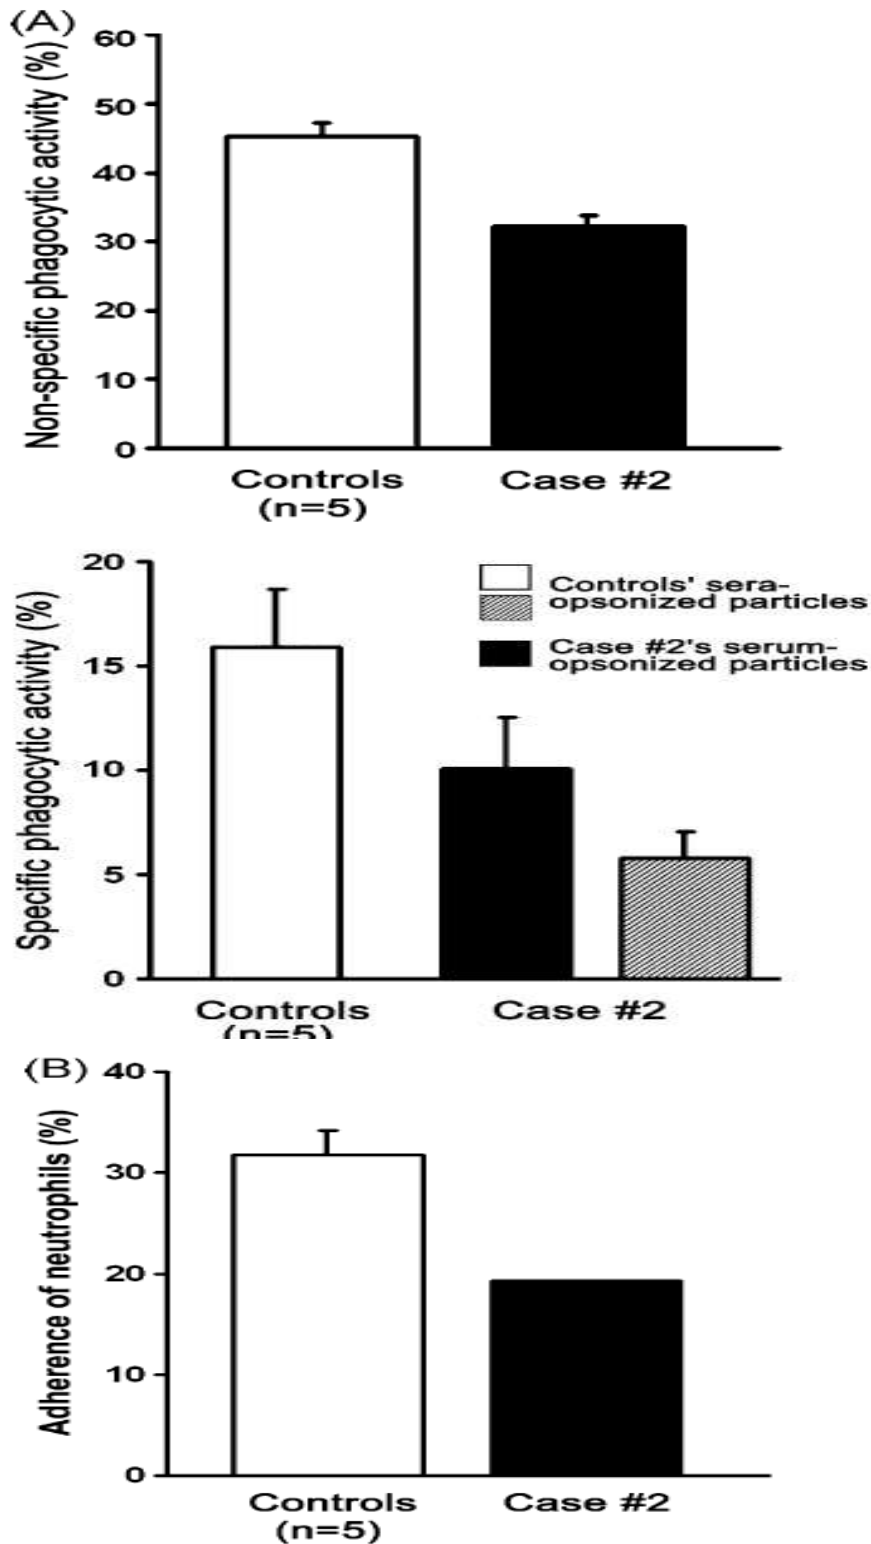 (A)
Non-specific phagocytic activity (%)
60
50
40
30
20
10
0
Controls
(n=5)
Case #2
Specific phagocytic activity (%)
20
15
10
5
0
Controls' sera-
opsonized particles
Case #2's serum-
opsonized particles
Controls
(n=5)
Case #2
(B)
Adherence of neutrophils (%)
40
30
20
10
0
Controls
(n=5)
Case #2